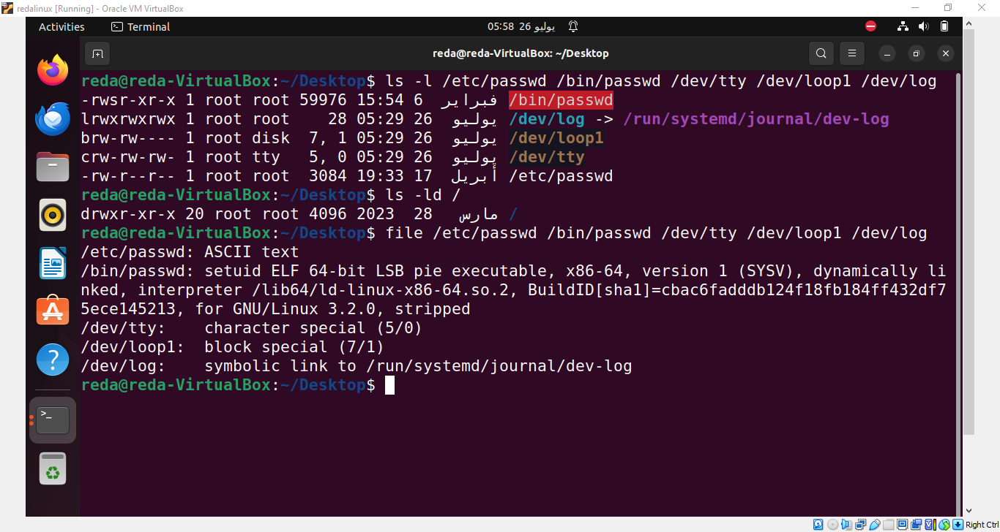 redalinux [Running] - Oracle VM VirtualBox
Activities Terminal 05:58 26 يوليو
reda@reda-VirtualBox: ~/Desktop
reda@reda-VirtualBox:~/Desktop$ ls -l /etc/passwd /bin/passwd /dev/tty /dev/loop1 /dev/log
-rwsr-xr-x 1 root root 59976 15:54 6 فبراير /bin/passwd
lrwxrwxrwx 1 root root 28 05:29 26 يوليو /dev/log -> /run/systemd/journal/dev-log
brw-rw---- 1 root disk 7, 1 05:29 26 يوليو /dev/loop1
crw-rw-rw- 1 root tty 5, 0 05:29 26 يوليو /dev/tty
-rw-r--r-- 1 root root 3084 19:33 17 أبريل /etc/passwd
reda@reda-VirtualBox:~/Desktop$ ls -ld /
drwxr-xr-x 20 root root 4096 2023 28 مارس /
reda@reda-VirtualBox:~/Desktop$ file /etc/passwd /bin/passwd /dev/tty /dev/loop1 /dev/log
/etc/passwd: ASCII text
/bin/passwd: setuid ELF 64-bit LSB pie executable, x86-64, version 1 (SYSV), dynamically li
nked, interpreter /lib64/ld-linux-x86-64.so.2, BuildID[sha1]=cbac6fadddb124f18fb184ff432df7
5ece145213, for GNU/Linux 3.2.0, stripped
/dev/tty: character special (5/0)
/dev/loop1: block special (7/1)
/dev/log: symbolic link to /run/systemd/journal/dev-log
reda@reda-VirtualBox:~/Desktop$
Right Ctrl